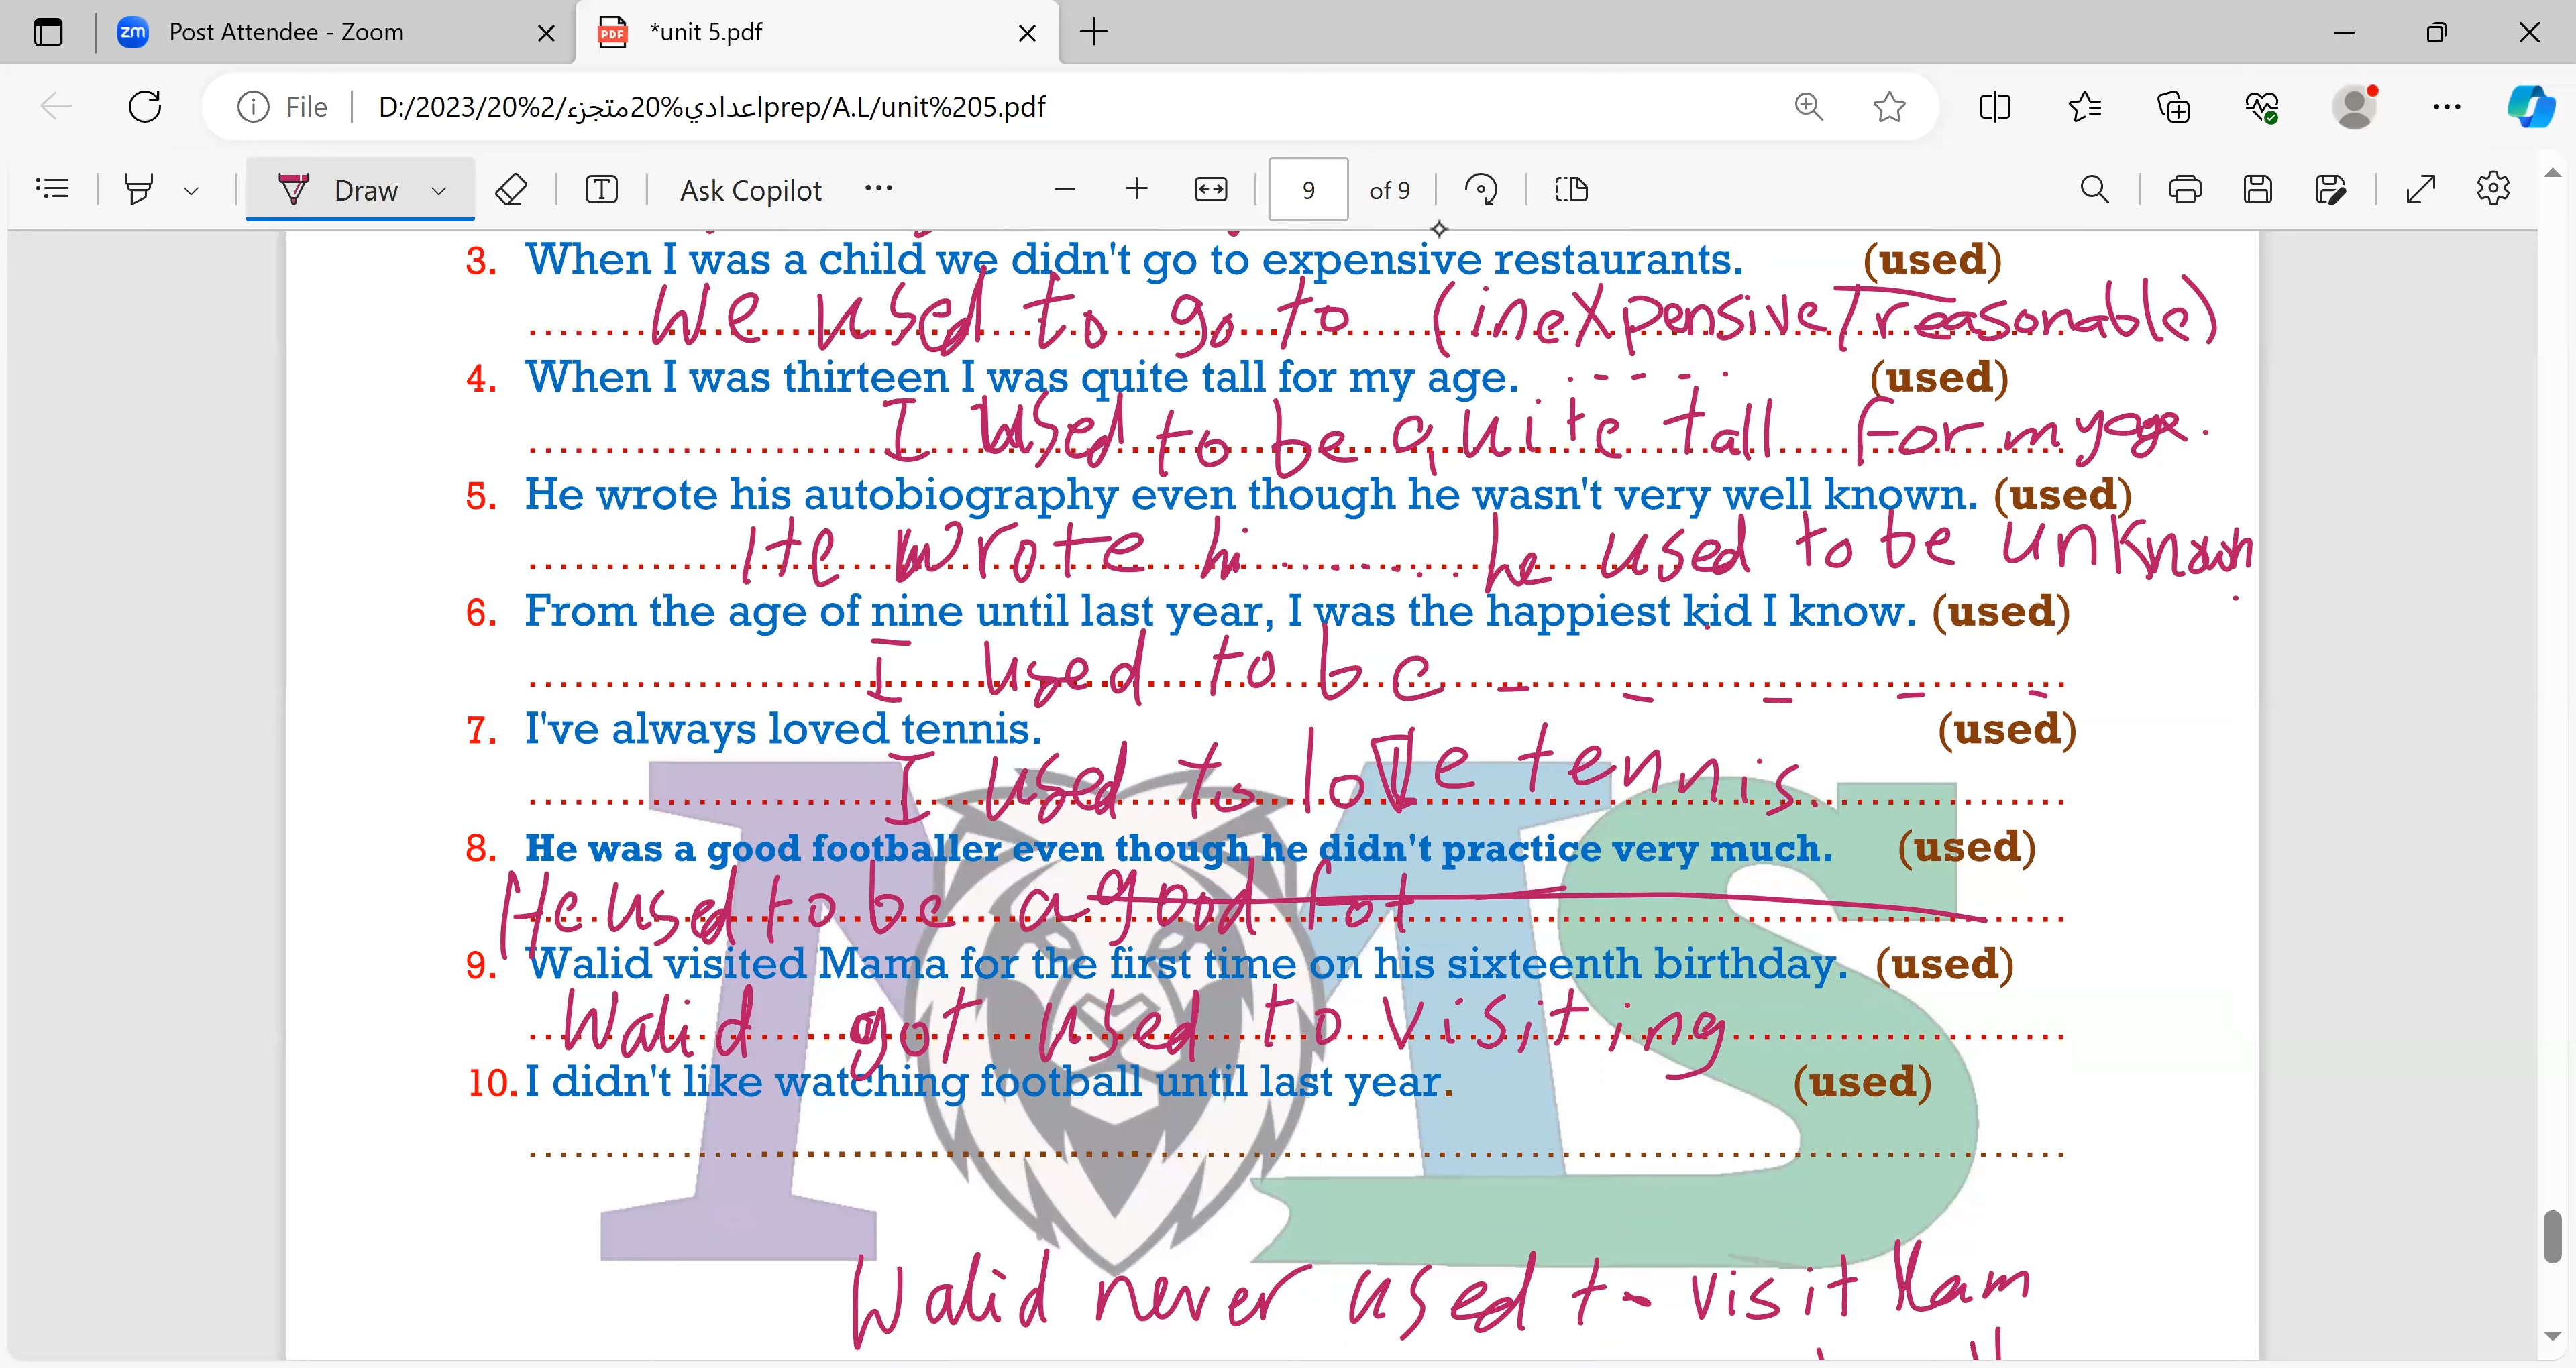 Post Attendee - Zoom
*unit 5.pdf
File
D:/2023/20%2/اعدادي%20متجزءprep/A.L/unit%205.pdf
Draw
Ask Copilot
9 of 9
3. When I was a child we didn't go to expensive restaurants. (used)
We used to go to (inexpensive/reasonable)
4. When I was thirteen I was quite tall for my age. (used)
I used to be quite tall for my age.
5. He wrote his autobiography even though he wasn't very well known. (used)
He wrote hi........he used to be unknown.
6. From the age of nine until last year, I was the happiest kid I know. (used)
I used to be - - - - -
7. I've always loved tennis. (used)
I used to love tennis.
8. He was a good footballer even though he didn't practice very much. (used)
He used to be a good fot
9. Walid visited Mama for the first time on his sixteenth birthday. (used)
Walid got used to visiting
10. I didn't like watching football until last year. (used)
Walid never used to visit Mam